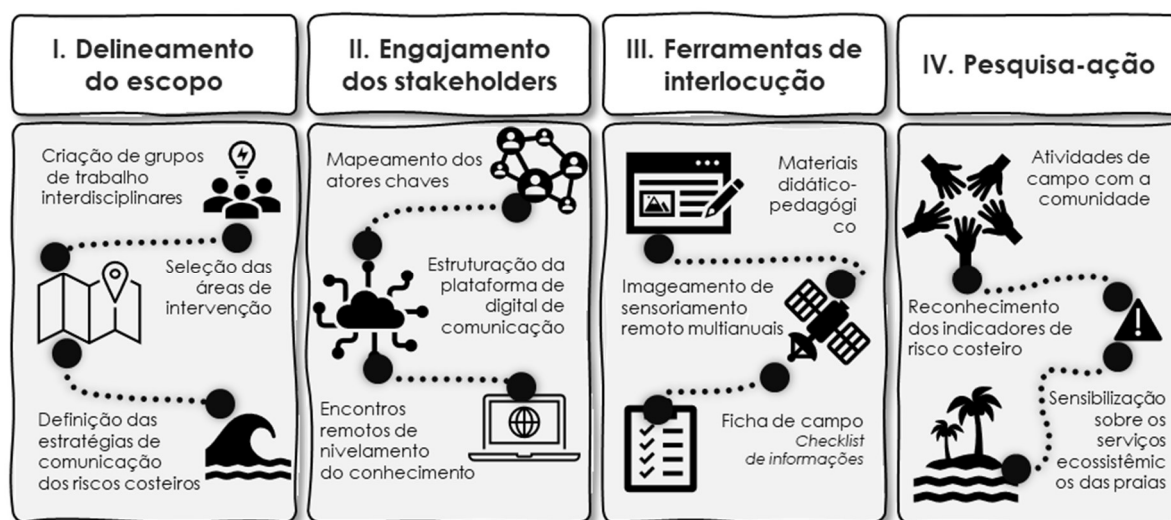 I. Delineamento
do escopo
Criação de grupos
de trabalho
interdisciplinares
Seleção das
áreas de
intervenção
Definição das
estratégias de
comunicação
dos riscos costeiros
II. Engajamento
dos stakeholders
Mapeamento dos
atores chaves
Estruturação da
plataforma de
digital de
comunicação
Encontros
remotos de
nivelamento
do conhecimento
III. Ferramentas de
interlocução
Materiais
didático-
pedagógi
co
Imageamento de
sensoriamento
remoto multianuais
Ficha de campo
Checklist
de informações
IV. Pesquisa-ação
Atividades de
campo com a
comunidade
Reconhecimento
dos indicadores de
risco costeiro
Sensibilização
sobre os
serviços
ecossistêmic
os das praias